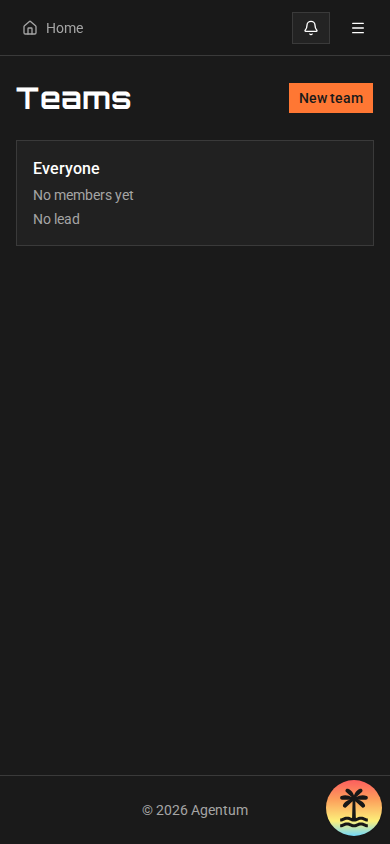 Home
Teams
New team
Everyone
No members yet
No lead
© 2026 Agentum